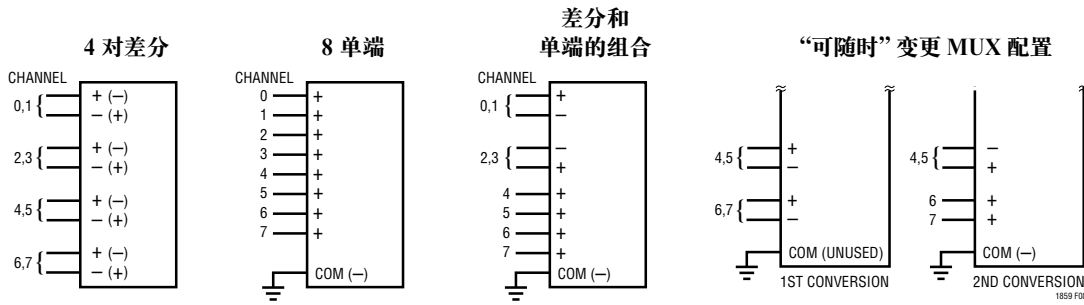 4 对差分
CHANNEL
0,1 { + (–)
– (+)
2,3 { + (–)
– (+)
4,5 { + (–)
– (+)
6,7 { + (–)
– (+)
8 单端
CHANNEL
0 +
1 +
2 +
3 +
4 +
5 +
6 +
7 +
COM (–)
差分和
单端的组合
CHANNEL
0,1 { +
–
2,3 { –
+
4 +
5 +
6 +
7 +
COM (–)
“可随时” 变更 MUX 配置
4,5 { +
–
6,7 { +
–
COM (UNUSED)
1ST CONVERSION
4,5 { –
+
6 +
7 +
COM (–)
2ND CONVERSION